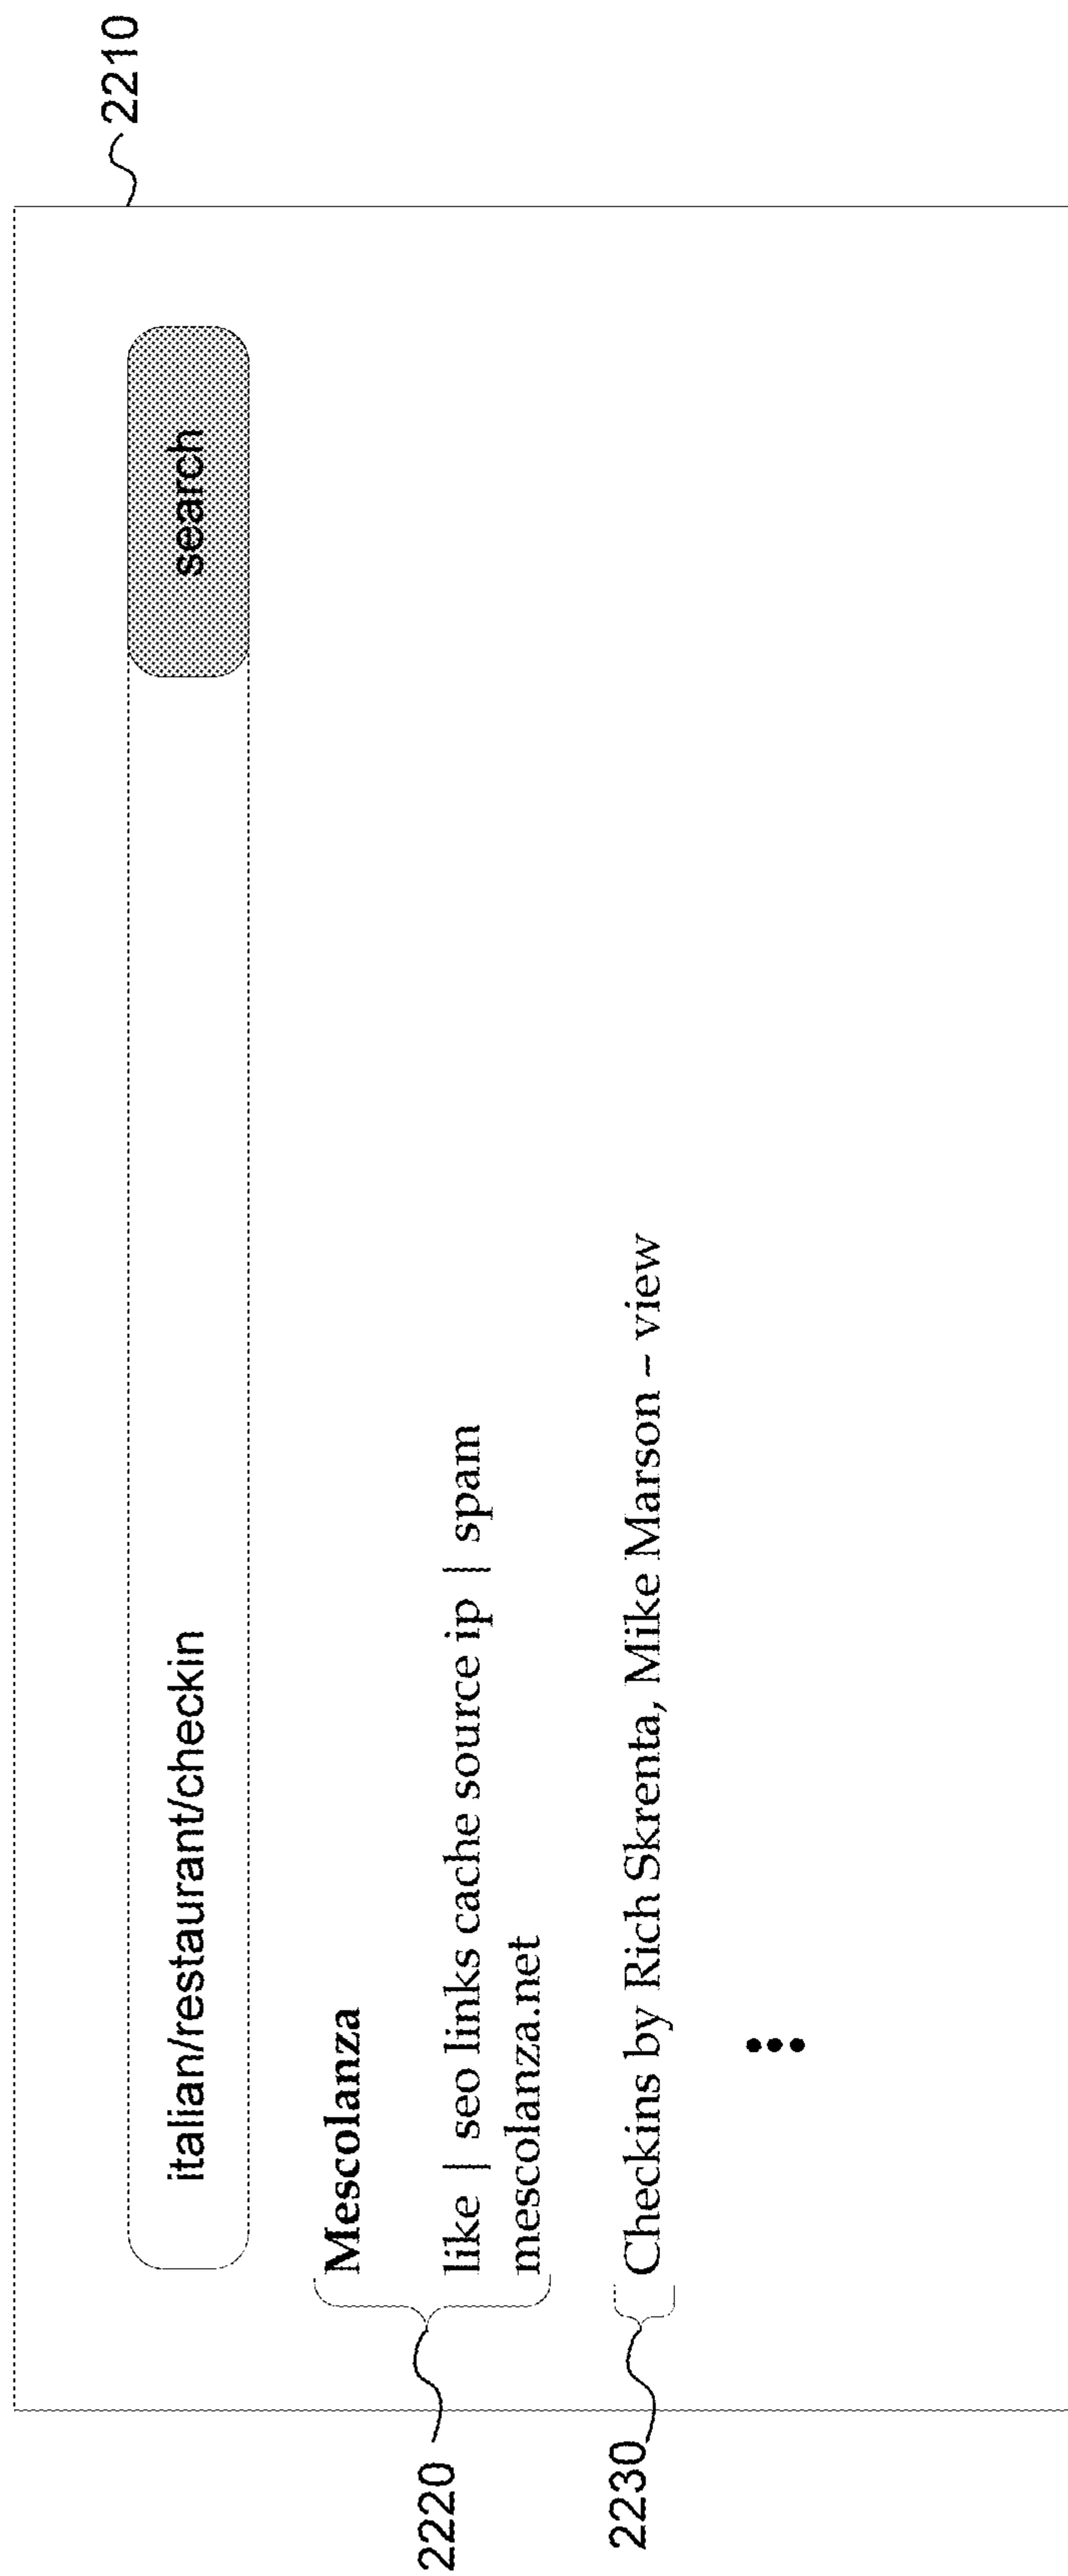 2210
italian/restaurant/checkin search
Mescolanza
2220
like | seo links cache source ip | spam
mescolanza.net
2230
Checkins by Rich Skrenta, Mike Marson – view